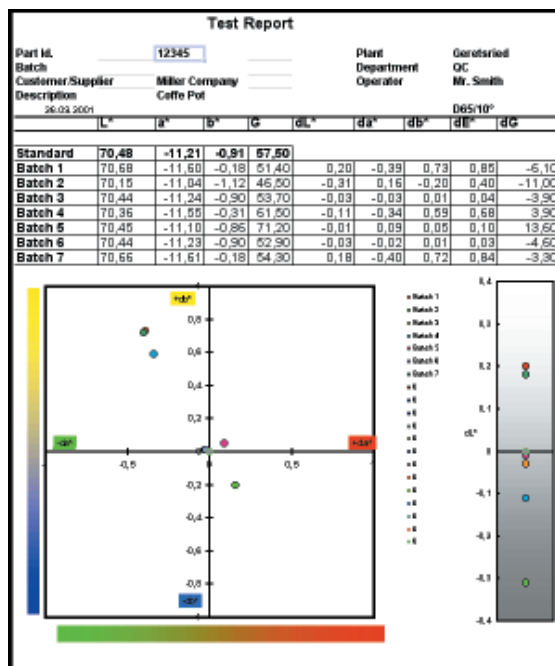 Test Report
Part Id. 12345 Plant Geretsried
Batch Department QC
Customer/Supplier Miller Company Operator Mr. Smith
Description Coffe Pot
26.09.2001 D65/10°
L* a* b* G dL* da* db* dE* dG
Standard 70,48 -11,21 -0,91 57,50
Batch 1 70,68 -11,60 -0,18 51,40 0,20 -0,39 0,73 0,85 -6,10
Batch 2 70,15 -11,04 -1,12 46,50 -0,31 0,16 -0,20 0,40 -11,00
Batch 3 70,44 -11,24 -0,90 53,70 -0,03 -0,03 0,01 0,04 -3,90
Batch 4 70,36 -11,55 -0,31 61,50 -0,11 -0,34 0,59 0,68 3,90
Batch 5 70,45 -11,10 -0,86 71,20 -0,01 0,09 0,05 0,10 13,60
Batch 6 70,44 -11,23 -0,90 52,90 -0,03 -0,02 0,01 0,03 -4,60
Batch 7 70,66 -11,61 -0,18 54,30 0,18 -0,40 0,72 0,84 -3,30
+db*
0,8
0,6
0,4
0,2
-da*
+da*
-0,5
0
0,5
-0,2
-0,4
-0,6
-0,8
-db*
Batch 1
Batch 2
Batch 3
Batch 4
Batch 5
Batch 6
Batch 7
dL*
0,4
0,3
0,2
0,1
0
-0,1
-0,2
-0,3
-0,4